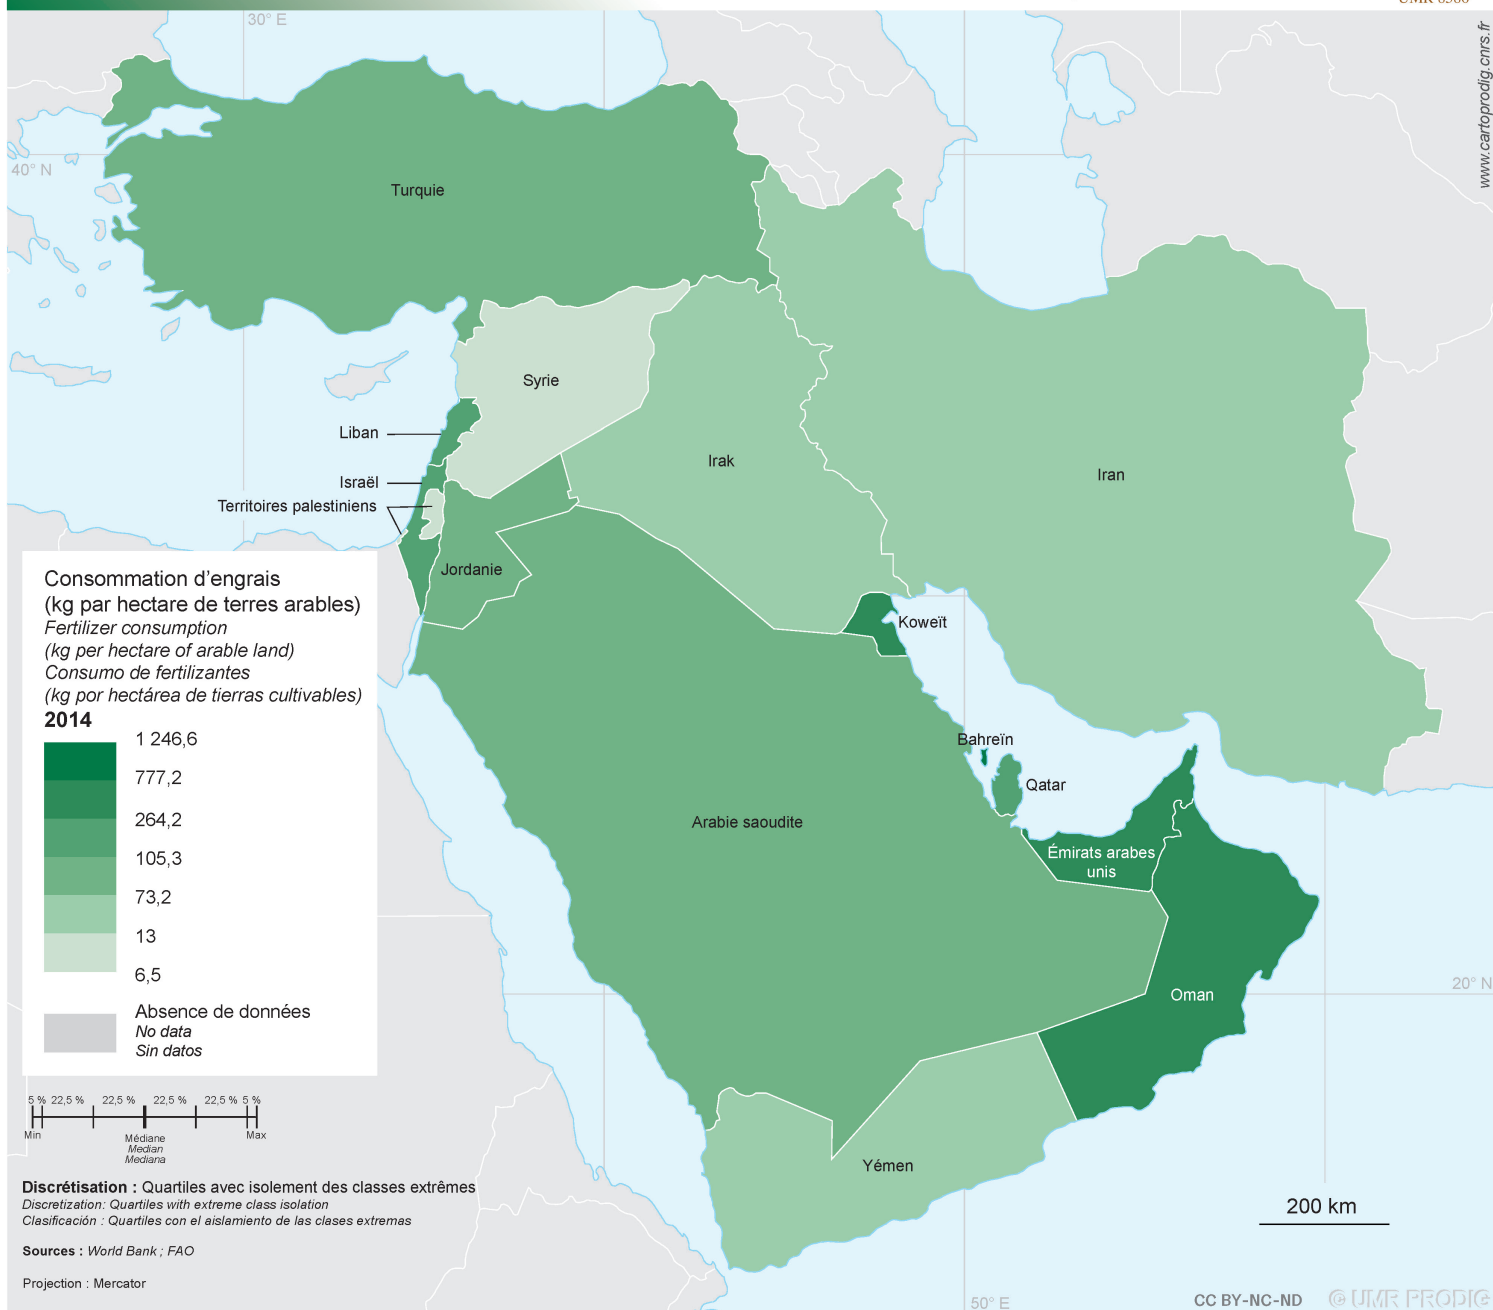 30° E
www.cartoprodig.cnrs.fr
40° N
Turquie
Syrie
Liban
Irak
Iran
Israël
Territoires palestiniens
Jordanie
Koweït
Bahreïn
Qatar
Arabie saoudite
Émirats arabes
unis
Oman
20° N
Yémen
Consommation d'engrais
(kg par hectare de terres arables)
Fertilizer consumption
(kg per hectare of arable land)
Consumo de fertilizantes
(kg por hectárea de tierras cultivables)
2014
1 246,6
777,2
264,2
105,3
73,2
13
6,5
Absence de données
No data
Sin datos
5 % 22,5 % 22,5 % 22,5 % 22,5 % 5 %
Min Max
Médiane
Median
Mediana
Discrétisation : Quartiles avec isolement des classes extrêmes
Discretization: Quartiles with extreme class isolation
Clasificación : Quartiles con el aislamiento de las clases extremas
Sources : World Bank ; FAO
Projection : Mercator
200 km
50° E
CC BY-NC-ND © UMR PRODIG